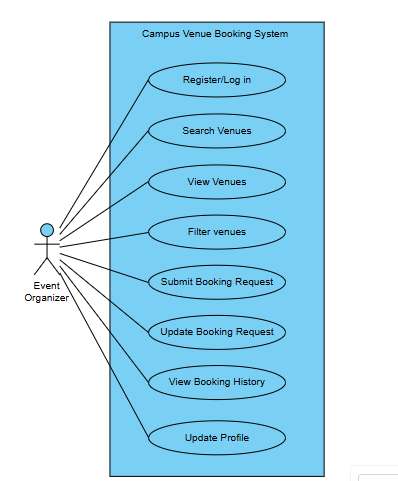 Campus Venue Booking System
Register/Log in
Search Venues
View Venues
Filter venues
Submit Booking Request
Event
Organizer
Update Booking Request
View Booking History
Update Profile